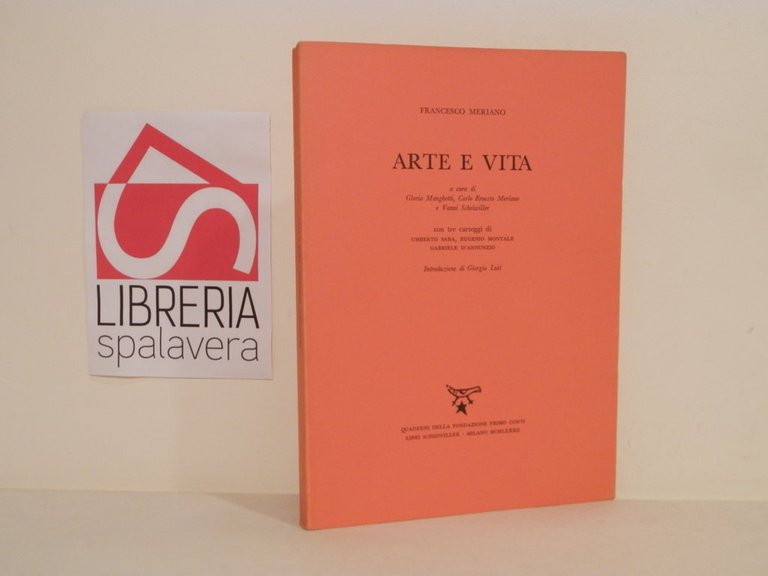 LIBRERIA
spalavera
FRANCESCO MERIANO
ARTE E VITA
a cura di
Gloria Manghetti, Carlo Ernesto Meriano
e Vanni Scheiwiller
con tre carteggi di
UMBERTO SABA, EUGENIO MONTALE
GABRIELE D'ANNUNZIO
Introduzione di Giorgio Luti
QUADERNI DELLA FONDAZIONE PRIMO CONTI
LIBRI SCHEIWILLER - MILANO MCMLXXXII